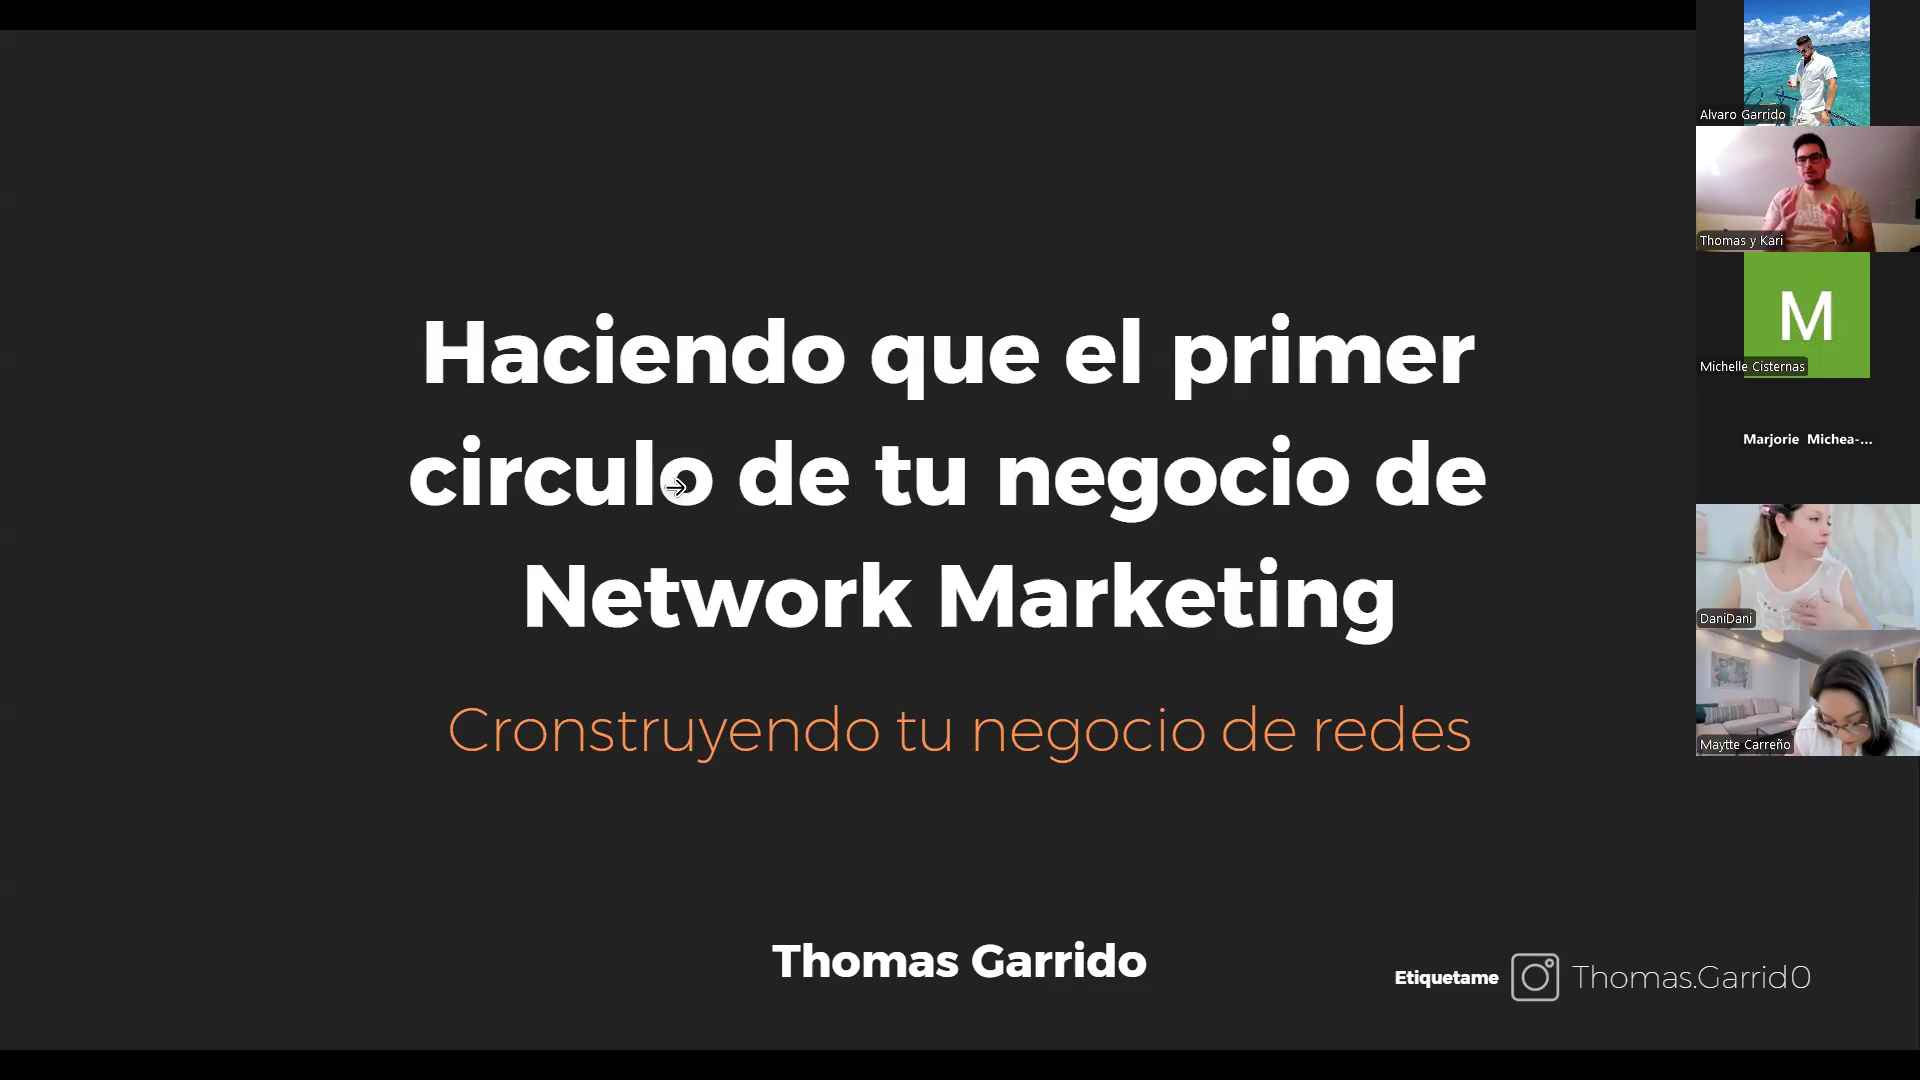 Haciendo que el primer
circulo de tu negocio de
Network Marketing
Cronstruyendo tu negocio de redes
Thomas Garrido
Etiquetame Thomas.Garrid0
Alvaro Garrido
Thomas y Kari
M
Michelle Cisternas
Marjorie Michea-...
DaniDani
Maytte Carreño